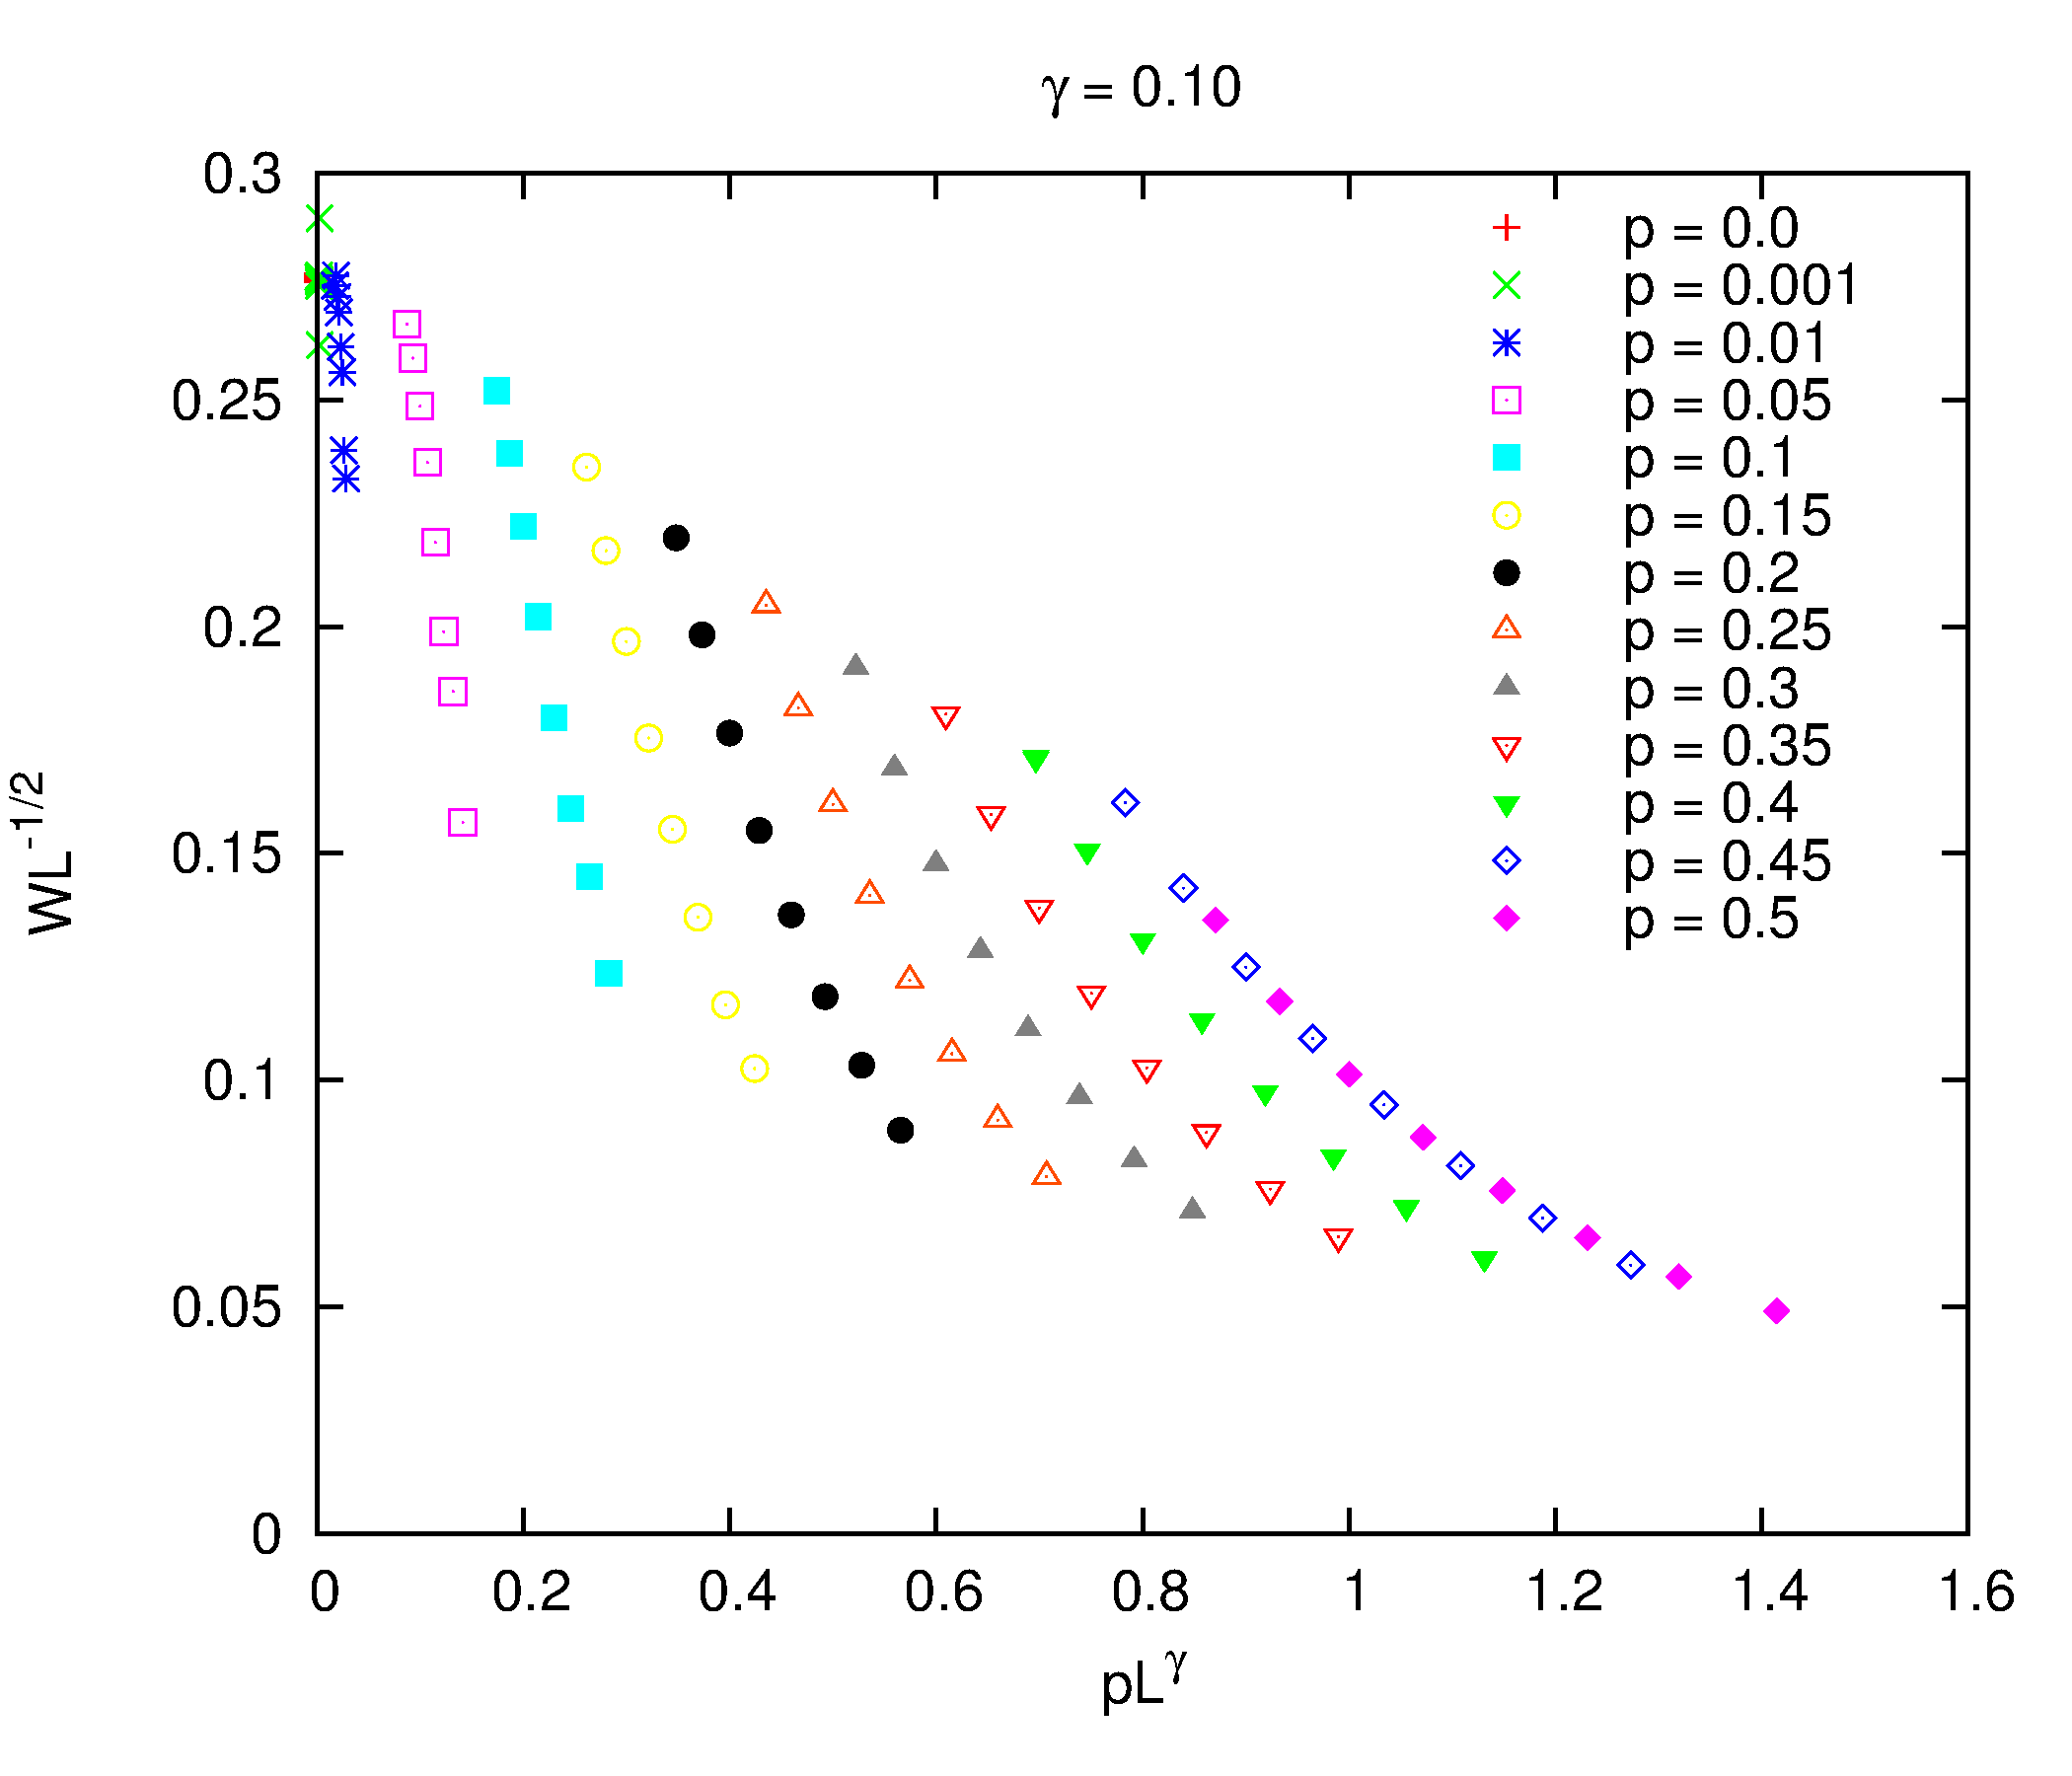 γ = 0.10
0.3
0.25
0.2
0.15
0.1
0.05
0
WL^-1/2
p = 0.0
p = 0.001
p = 0.01
p = 0.05
p = 0.1
p = 0.15
p = 0.2
p = 0.25
p = 0.3
p = 0.35
p = 0.4
p = 0.45
p = 0.5
0 0.2 0.4 0.6 0.8 1 1.2 1.4 1.6
pL^γ